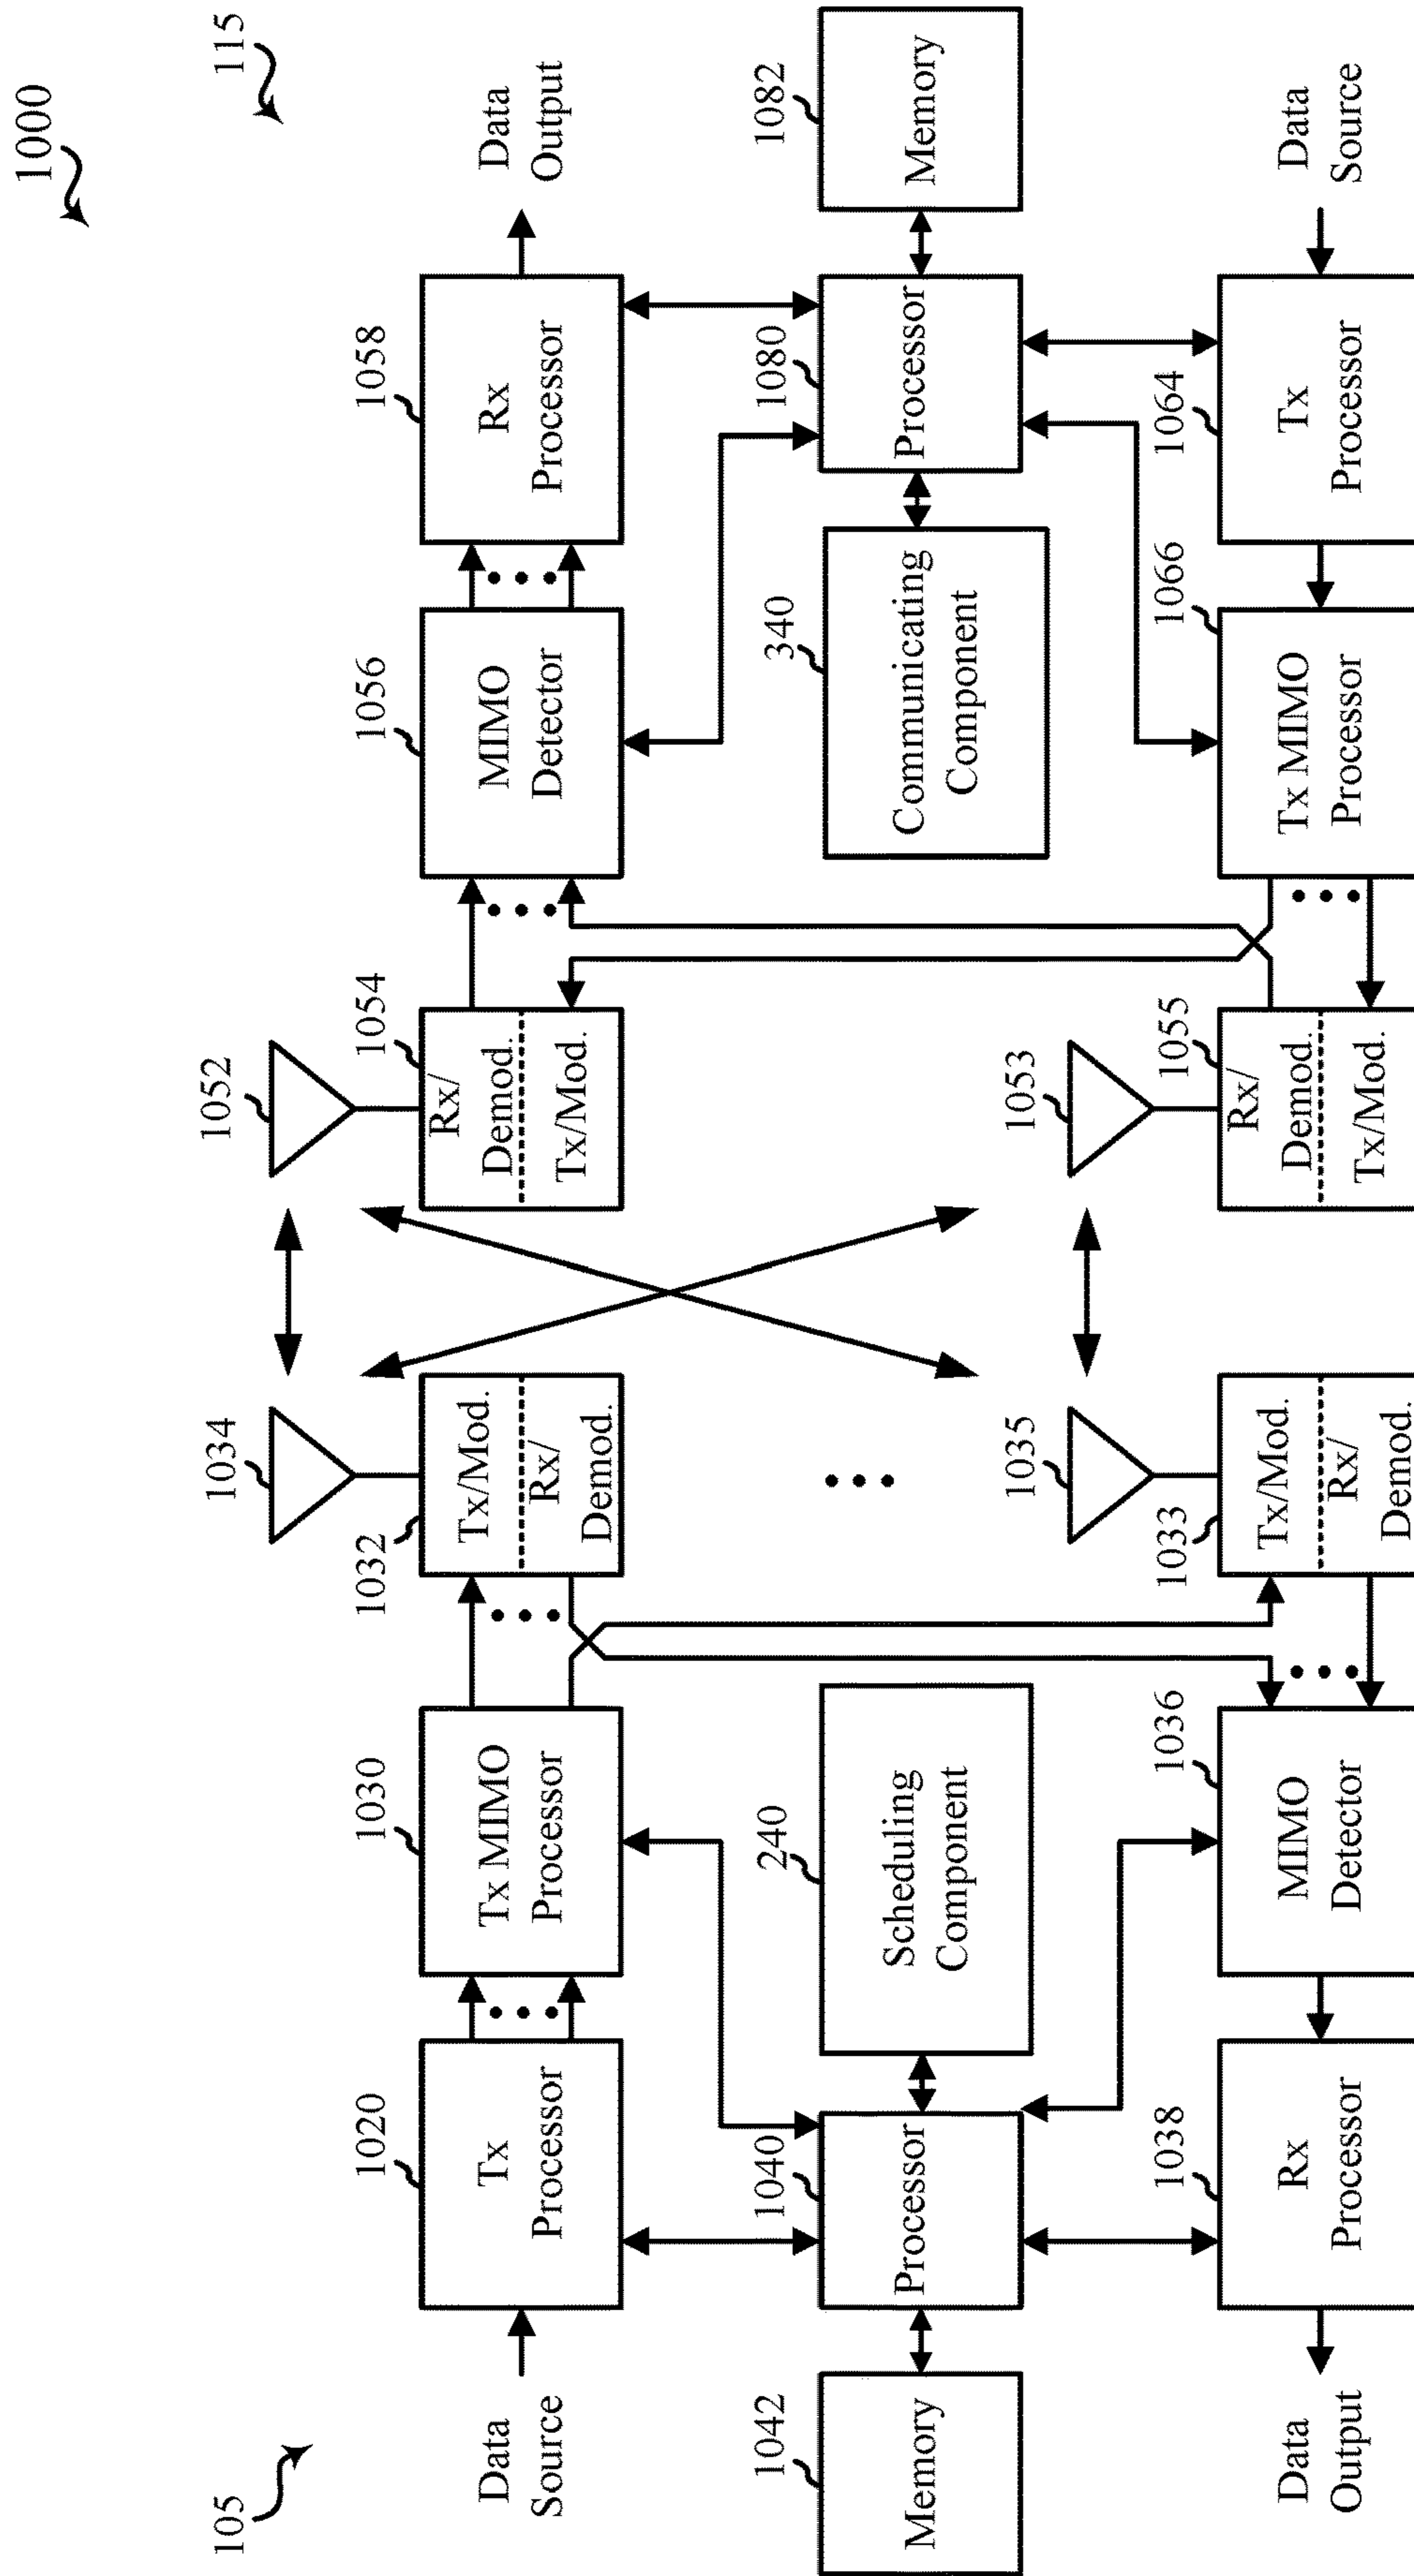 1000
105
115
1034
1052
1020
1030
1032
1054
1056
1058
Data
Source
Tx
Processor
Tx MIMO
Processor
Tx/Mod.
Rx/
Demod.
Rx/
Demod.
Tx/Mod.
MIMO
Detector
Rx
Processor
Data
Output
1042
1040
240
340
1080
1082
Memory
Processor
Scheduling
Component
Communicating
Component
Processor
Memory
1035
1053
1038
1036
1033
1055
1066
1064
Data
Output
Rx
Processor
MIMO
Detector
Tx/Mod.
Rx/
Demod.
Rx/
Demod.
Tx/Mod.
Tx MIMO
Processor
Tx
Processor
Data
Source